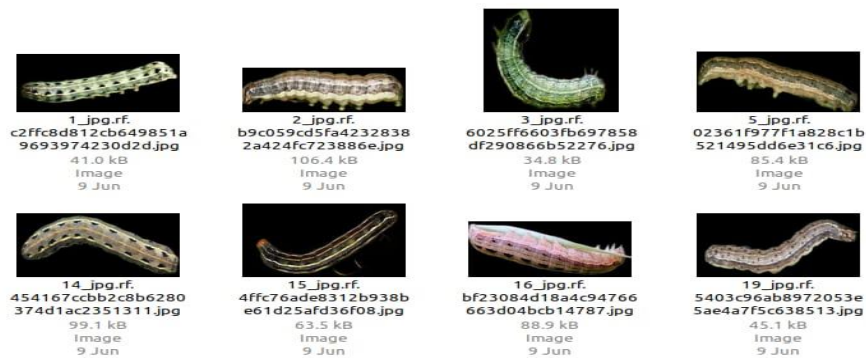 1_jpg.rf.
c2ffc8d812cb649851a
9693974230d2d.jpg
41.0 kB
Image
9 Jun
2_jpg.rf.
b9c059cd5fa4232838
2a424fc723886e.jpg
106.4 kB
Image
9 Jun
3_jpg.rf.
6025ff6603fb697858
df290866b52276.jpg
34.8 kB
Image
9 Jun
5_jpg.rf.
02361f977f1a828c1b
521495dd6e31c6.jpg
85.4 kB
Image
9 Jun
14_jpg.rf.
454167ccbb2c8b6280
374d1ac2351311.jpg
99.1 kB
Image
9 Jun
15_jpg.rf.
4ffc76ade8312b938b
e61d25afd36f08.jpg
63.5 kB
Image
9 Jun
16_jpg.rf.
bf23084d18a4c94766
663d04bcb14787.jpg
88.9 kB
Image
9 Jun
19_jpg.rf.
5403c96ab8972053e
5ae4a7f5c638513.jpg
45.1 kB
Image
9 Jun